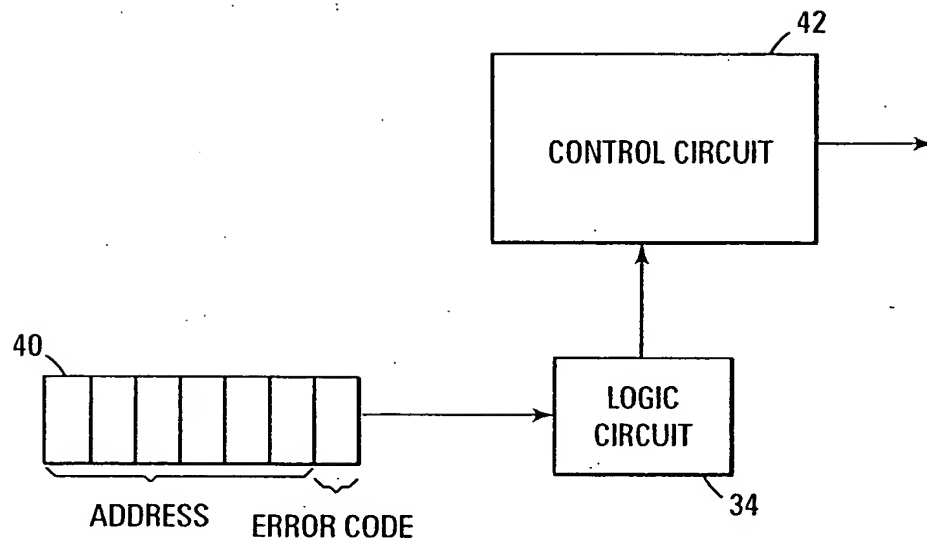 42
CONTROL CIRCUIT
40
LOGIC
CIRCUIT
34
ADDRESS
ERROR CODE